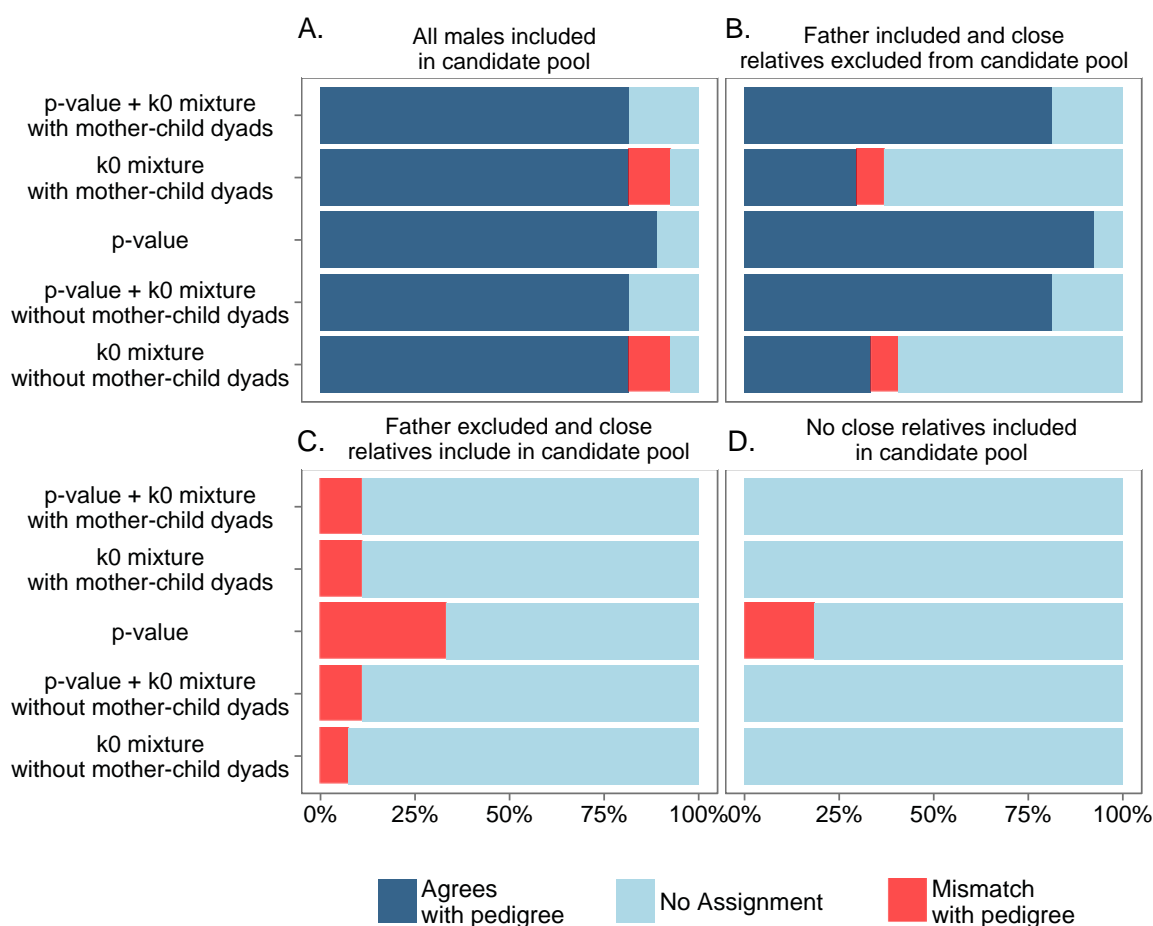 A.
All males included
in candidate pool
B.
Father included and close
relatives excluded from candidate pool
p-value + k0 mixture
with mother-child dyads
k0 mixture
with mother-child dyads
p-value
p-value + k0 mixture
without mother-child dyads
k0 mixture
without mother-child dyads
C.
Father excluded and close
relatives include in candidate pool
D.
No close relatives included
in candidate pool
p-value + k0 mixture
with mother-child dyads
k0 mixture
with mother-child dyads
p-value
p-value + k0 mixture
without mother-child dyads
k0 mixture
without mother-child dyads
0% 25% 50% 75% 100%
0% 25% 50% 75% 100%
Agrees
with pedigree
No Assignment
Mismatch
with pedigree